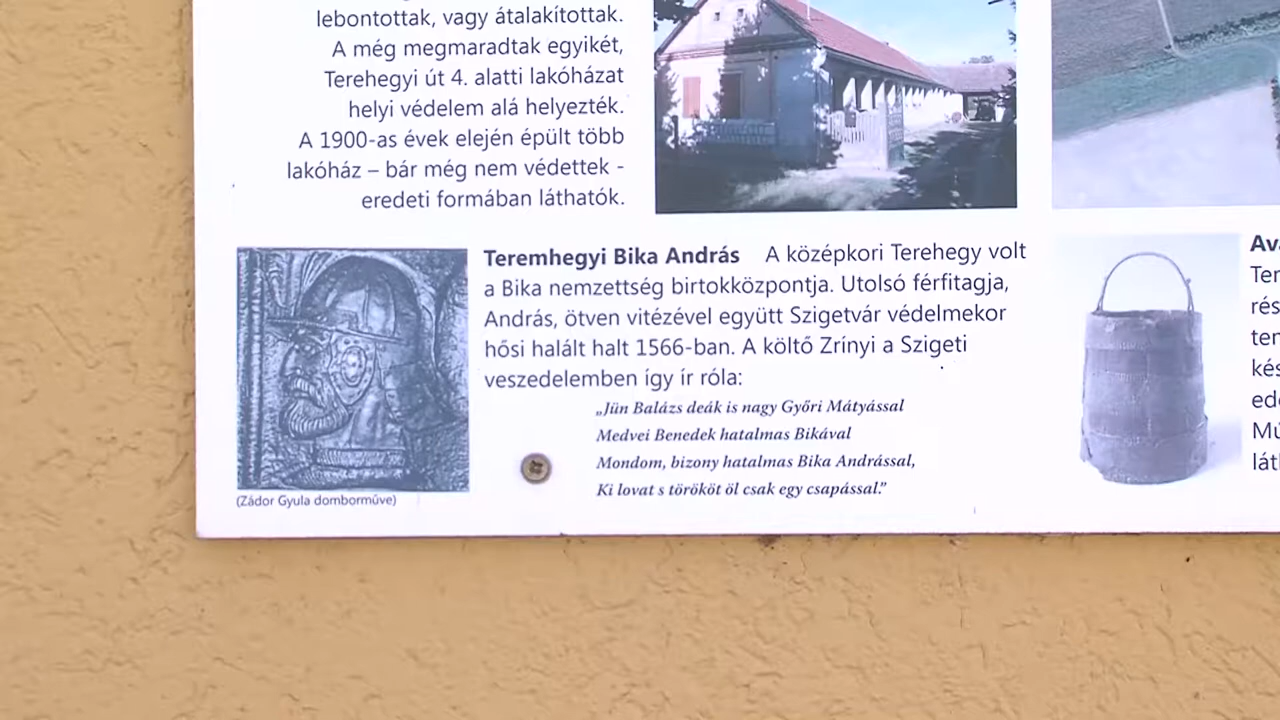 lebontottak, vagy átalakítottak.
A még megmaradtak egyikét,
Terehegyi út 4. alatti lakóházat
helyi védelem alá helyezték.
A 1900-as évek elején épült több
lakóház – bár még nem védettek -
eredeti formában láthatók.
Teremhegyi Bika András A középkori Terehegy volt
a Bika nemzettség birtokközpontja. Utolsó férfitagja,
András, ötven vitézével együtt Szigetvár védelmekor
hősi halált halt 1566-ban. A költő Zrínyi a Szigeti
veszedelemben így ír róla:
„Jün Balázs deák is nagy Győri Mátyással
Medvei Benedek hatalmas Bikával
Mondom, bizony hatalmas Bika Andrással,
Ki lovat s törököt öl csak egy csapással.”
(Zádor Gyula domborműve)